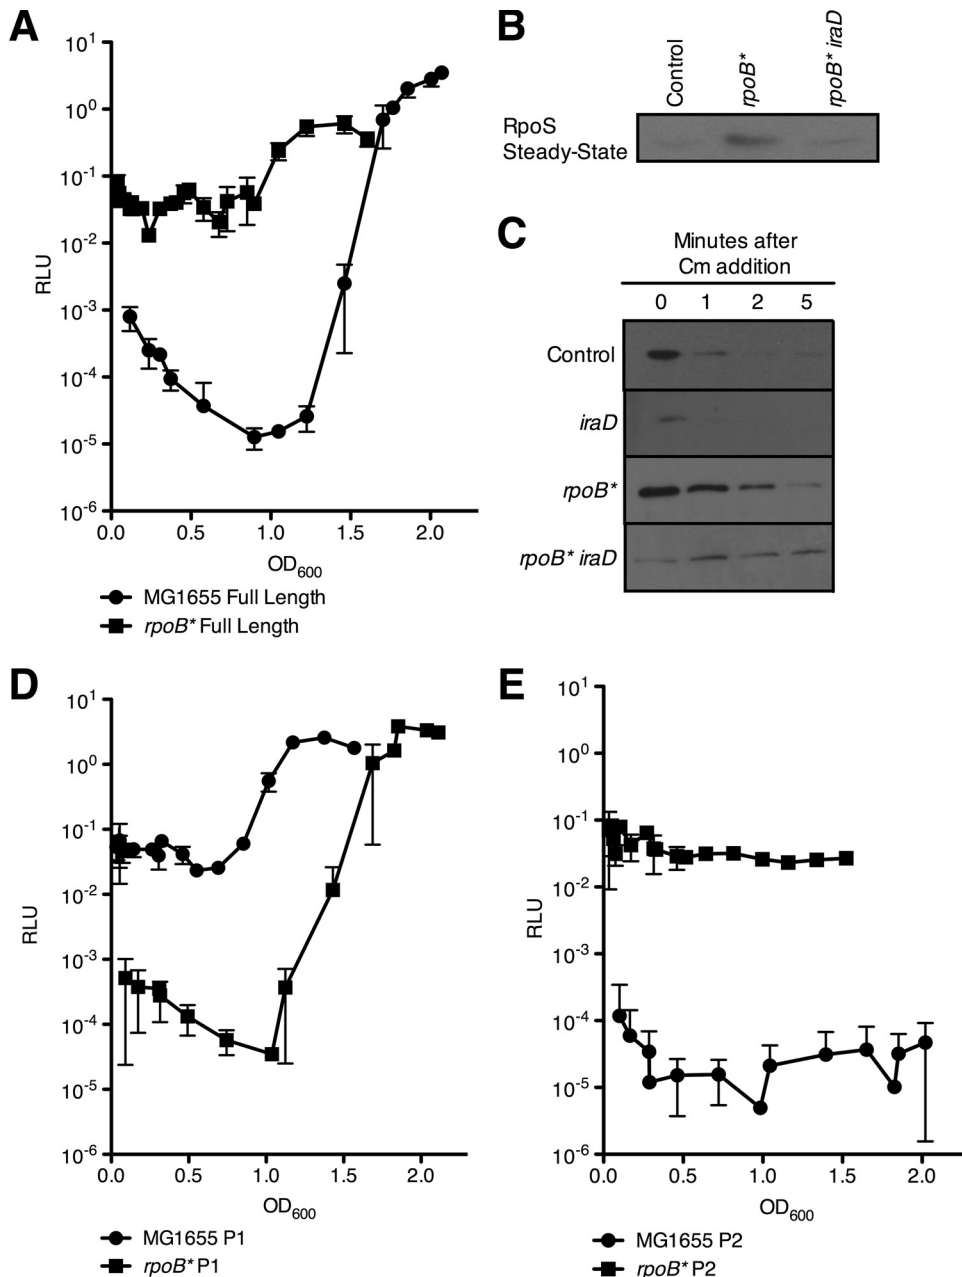 A
10^1
10^0
10^-1
10^-2
10^-3
10^-4
10^-5
10^-6
RLU
0.0 0.5 1.0 1.5 2.0
OD600
MG1655 Full Length
rpoB* Full Length
B
Control
rpoB*
rpoB* iraD
RpoS
Steady-State
C
Minutes after
Cm addition
0 1 2 5
Control
iraD
rpoB*
rpoB* iraD
D
10^1
10^0
10^-1
10^-2
10^-3
10^-4
10^-5
10^-6
RLU
0.0 0.5 1.0 1.5 2.0
OD600
MG1655 P1
rpoB* P1
E
10^1
10^0
10^-1
10^-2
10^-3
10^-4
10^-5
10^-6
RLU
0.0 0.5 1.0 1.5 2.0
OD600
MG1655 P2
rpoB* P2